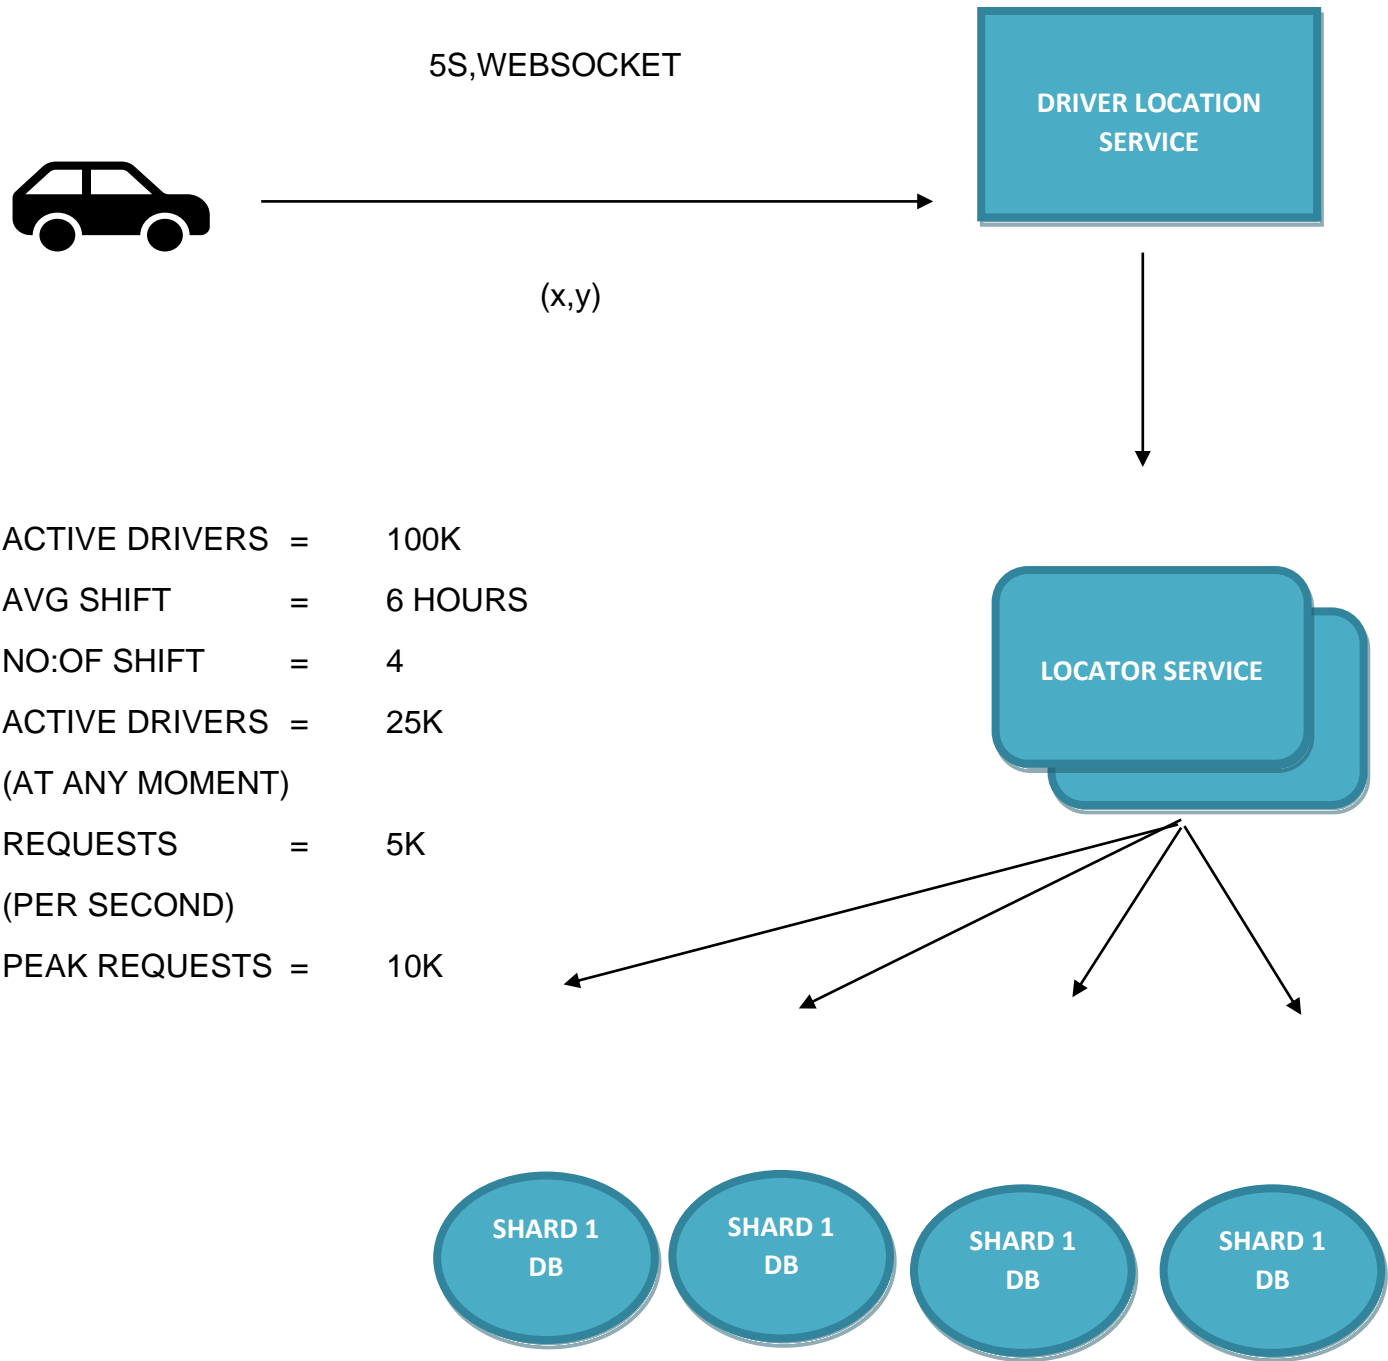 5S,WEBSOCKET
DRIVER LOCATION
SERVICE
(x,y)
ACTIVE DRIVERS = 100K
AVG SHIFT = 6 HOURS
NO:OF SHIFT = 4
ACTIVE DRIVERS = 25K
(AT ANY MOMENT)
REQUESTS = 5K
(PER SECOND)
PEAK REQUESTS = 10K
LOCATOR SERVICE
SHARD 1
DB
SHARD 1
DB
SHARD 1
DB
SHARD 1
DB